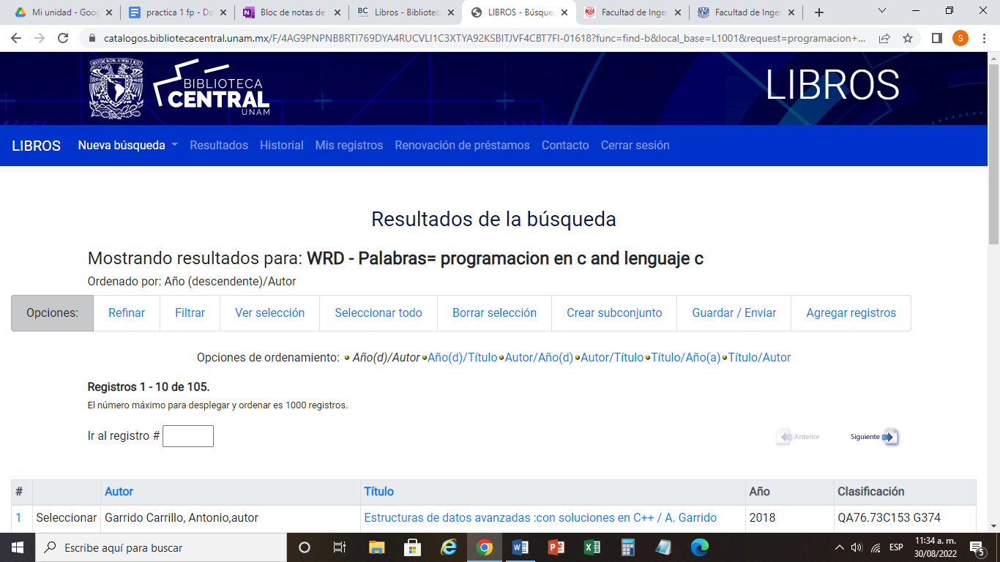 Mi unidad - Goog
practica 1 fp - Do
Bloc de notas de
Libros - Biblioteca
LIBROS - Búsque
Facultad de Inger
Facultad de Inger
catalogos.bibliotecacentral.unam.mx/F/4AG9PNPNBBRTI769DYA4RUCVLI1C3XTYA92KSBITJVF4CBT7FI-01618?func=find-b&local_base=L1001&request=programacion+...
S
BIBLIOTECA
CENTRAL
UNAM
LIBROS
LIBROS Nueva búsqueda Resultados Historial Mis registros Renovación de préstamos Contacto Cerrar sesión
Resultados de la búsqueda
Mostrando resultados para: WRD - Palabras= programacion en c and lenguaje c
Ordenado por: Año (descendente)/Autor
Opciones: Refinar Filtrar Ver selección Seleccionar todo Borrar selección Crear subconjunto Guardar / Enviar Agregar registros
Opciones de ordenamiento: Año(d)/Autor Año(d)/Título Autor/Año(d) Autor/Título Título/Año(a) Título/Autor
Registros 1 - 10 de 105.
El número máximo para desplegar y ordenar es 1000 registros.
Ir al registro #
Anterior Siguiente
# Autor Título Año Clasificación
1 Seleccionar Garrido Carrillo, Antonio,autor Estructuras de datos avanzadas :con soluciones en C++ / A. Garrido 2018 QA76.73C153 G374
Escribe aquí para buscar
ESP
11:34 a. m.
30/08/2022
5